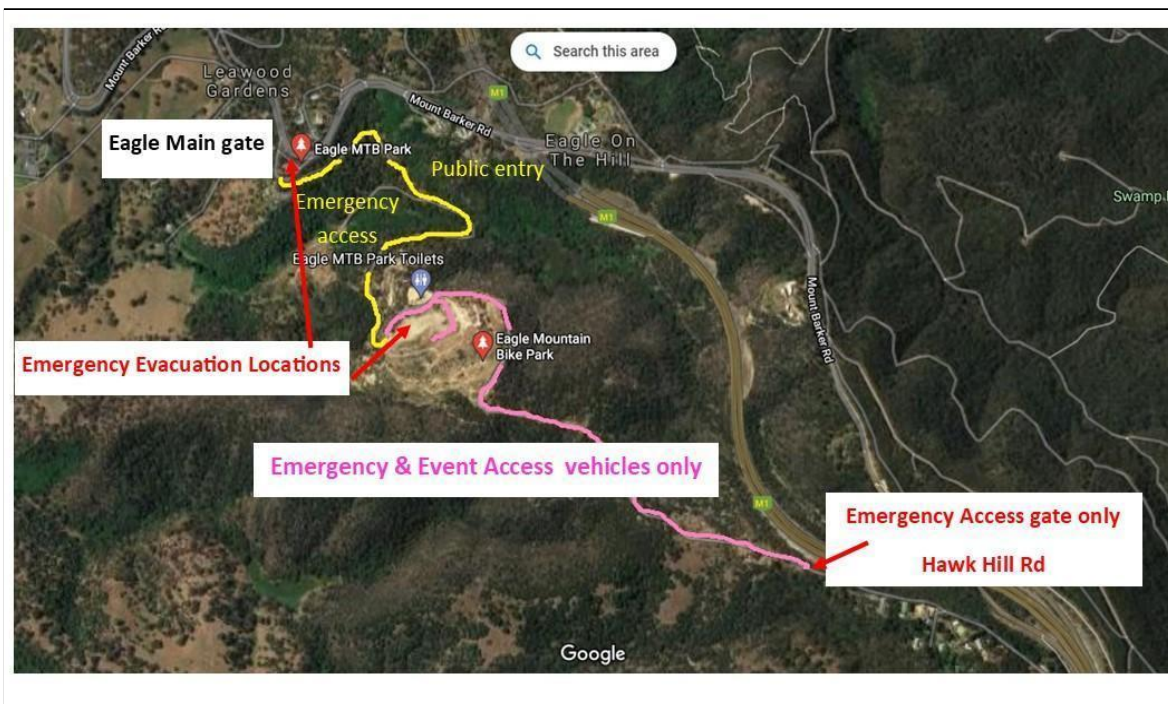 Search this area
Mount Barker Rd
Leawood
Gardens
M1
Mount Barker Rd
Eagle Main gate
Eagle MTB Park
Eagle On
The Hill
Public entry
Swamp
Emergency
access
M1
Eagle MTB Park Toilets
Mount Barker Rd
Eagle Mountain
Bike Park
Emergency Evacuation Locations
Emergency & Event Access vehicles only
M1
Emergency Access gate only
Hawk Hill Rd
Google